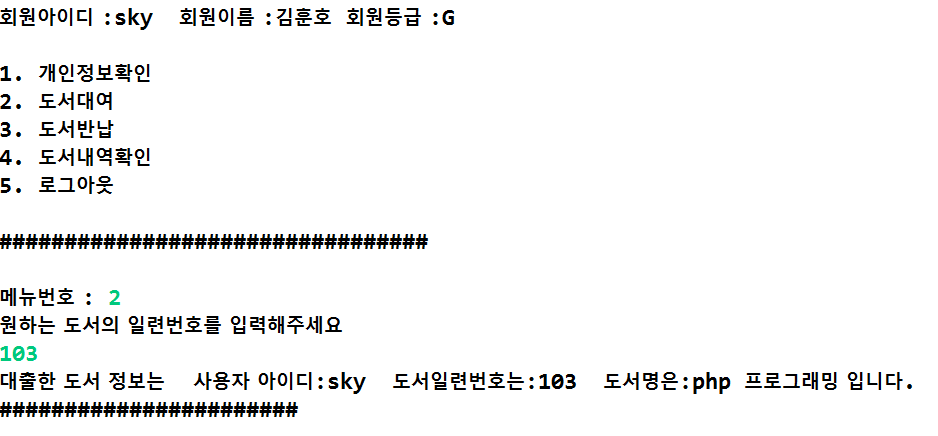 회원아이디 :sky  회원이름 :김훈호 회원등급 :G
1. 개인정보확인
2. 도서대여
3. 도서반납
4. 도서내역확인
5. 로그아웃
#################################
메뉴번호 : 2
원하는 도서의 일련번호를 입력해주세요
103
대출한 도서 정보는  사용자 아이디:sky  도서일련번호는:103  도서명은:php 프로그래밍 입니다.
#######################